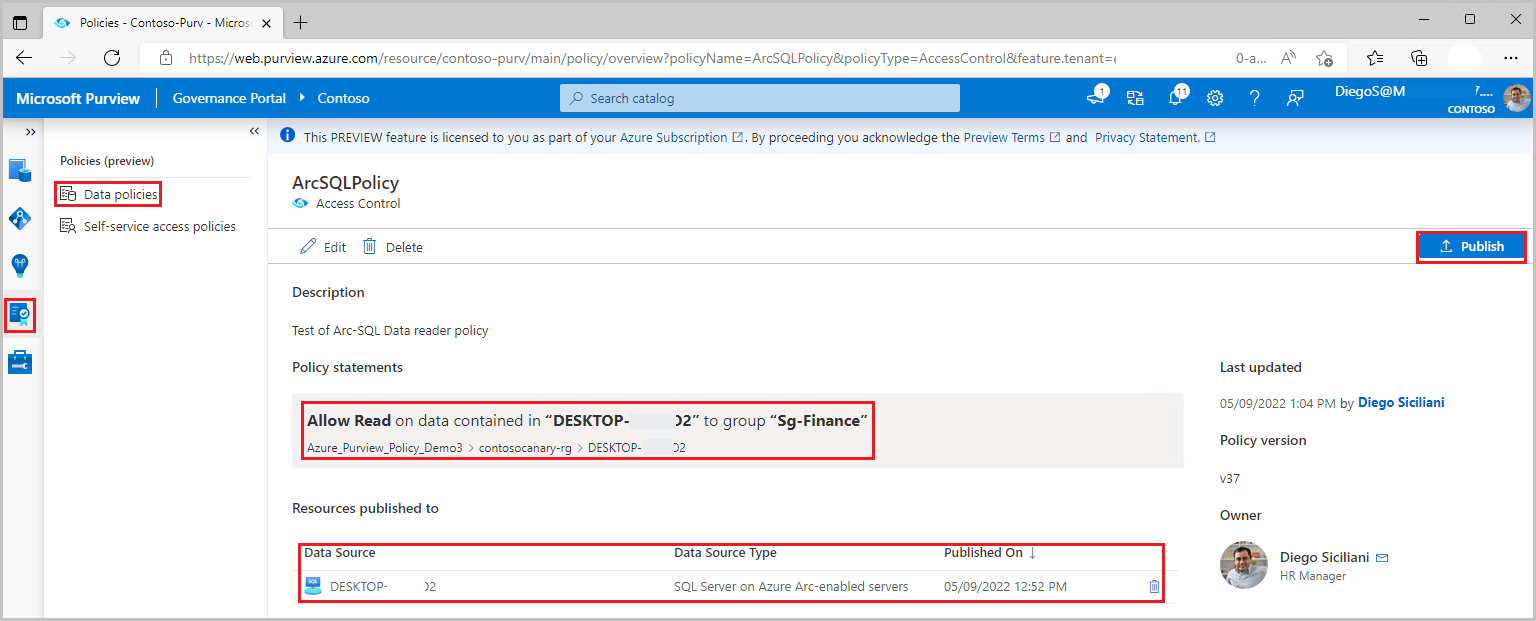 Policies - Contoso-Purv - Micros
https://web.purview.azure.com/resource/contoso-purv/main/policy/overview?policyName=ArcSQLPolicy&policyType=AccessControl&feature.tenant=e 0-a...
Microsoft Purview Governance Portal Contoso
Search catalog
1
11
DiegoS@M
CONTOSO
Policies (preview)
Data policies
Self-service access policies
This PREVIEW feature is licensed to you as part of your Azure Subscription. By proceeding you acknowledge the Preview Terms and Privacy Statement.
ArcSQLPolicy
Access Control
Edit Delete
Publish
Description
Test of Arc-SQL Data reader policy
Policy statements
Allow Read on data contained in “DESKTOP- D2” to group “Sg-Finance”
Azure_Purview_Policy_Demo3 > contosocanary-rg > DESKTOP- D2
Resources published to
Data Source Data Source Type Published On ↓
SQL DESKTOP- D2 SQL Server on Azure Arc-enabled servers 05/09/2022 12:52 PM
Last updated
05/09/2022 1:04 PM by Diego Siciliani
Policy version
v37
Owner
Diego Siciliani
HR Manager